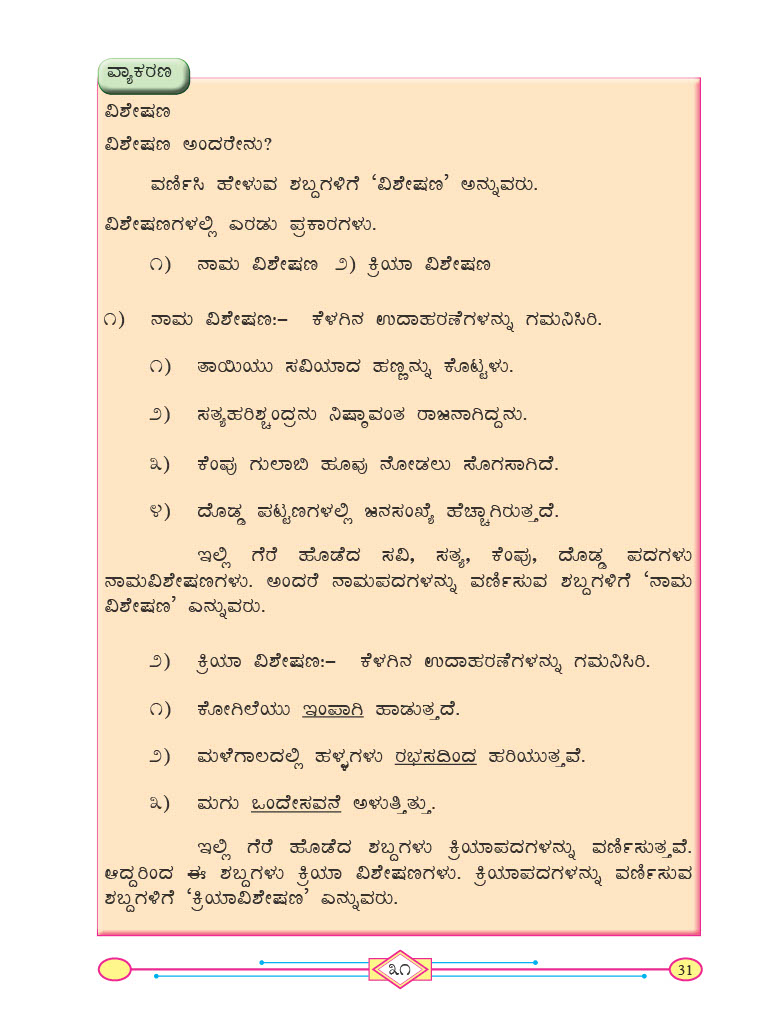 ವ್ಯಾಕರಣ
ವಿಶೇಷಣ
ವಿಶೇಷಣ ಅಂದರೇನು?
ವರ್ಣಿಸಿ ಹೇಳುವ ಶಬ್ದಗಳಿಗೆ ‘ವಿಶೇಷಣ’ ಅನ್ನುವರು.
ವಿಶೇಷಣಗಳಲ್ಲಿ ಎರಡು ಪ್ರಕಾರಗಳು.
೧) ನಾಮ ವಿಶೇಷಣ ೨) ಕ್ರಿಯಾ ವಿಶೇಷಣ
೧) ನಾಮ ವಿಶೇಷಣ:– ಕೆಳಗಿನ ಉದಾಹರಣೆಗಳನ್ನು ಗಮನಿಸಿರಿ.
೧) ತಾಯಿಯು ಸವಿಯಾದ ಹಣ್ಣನ್ನು ಕೊಟ್ಟಳು.
೨) ಸತ್ಯಹರಿಶ್ಚಂದ್ರನು ನಿಷ್ಠಾವಂತ ರಾಜನಾಗಿದ್ದನು.
೩) ಕೆಂಪು ಗುಲಾಬಿ ಹೂವು ನೋಡಲು ಸೊಗಸಾಗಿದೆ.
೪) ದೊಡ್ಡ ಪಟ್ಟಣಗಳಲ್ಲಿ ಜನಸಂಖ್ಯೆ ಹೆಚ್ಚಾಗಿರುತ್ತದೆ.
ಇಲ್ಲಿ ಗೆರೆ ಹೊಡೆದ ಸವಿ, ಸತ್ಯ, ಕೆಂಪು, ದೊಡ್ಡ ಪದಗಳು
ನಾಮವಿಶೇಷಣಗಳು. ಅಂದರೆ ನಾಮಪದಗಳನ್ನು ವರ್ಣಿಸುವ ಶಬ್ದಗಳಿಗೆ ‘ನಾಮ
ವಿಶೇಷಣ’ ಎನ್ನುವರು.
೨) ಕ್ರಿಯಾ ವಿಶೇಷಣ:– ಕೆಳಗಿನ ಉದಾಹರಣೆಗಳನ್ನು ಗಮನಿಸಿರಿ.
೧) ಕೋಗಿಲೆಯು ಇಂಪಾಗಿ ಹಾಡುತ್ತದೆ.
೨) ಮಳೆಗಾಲದಲ್ಲಿ ಹಳ್ಳಗಳು ರಭಸದಿಂದ ಹರಿಯುತ್ತವೆ.
೩) ಮಗು ಒಂದೇಸವನೆ ಅಳುತ್ತಿತ್ತು.
ಇಲ್ಲಿ ಗೆರೆ ಹೊಡೆದ ಶಬ್ದಗಳು ಕ್ರಿಯಾಪದಗಳನ್ನು ವರ್ಣಿಸುತ್ತವೆ.
ಆದ್ದರಿಂದ ಈ ಶಬ್ದಗಳು ಕ್ರಿಯಾ ವಿಶೇಷಣಗಳು. ಕ್ರಿಯಾಪದಗಳನ್ನು ವರ್ಣಿಸುವ
ಶಬ್ದಗಳಿಗೆ ‘ಕ್ರಿಯಾವಿಶೇಷಣ’ ಎನ್ನುವರು.
೩೧ 31